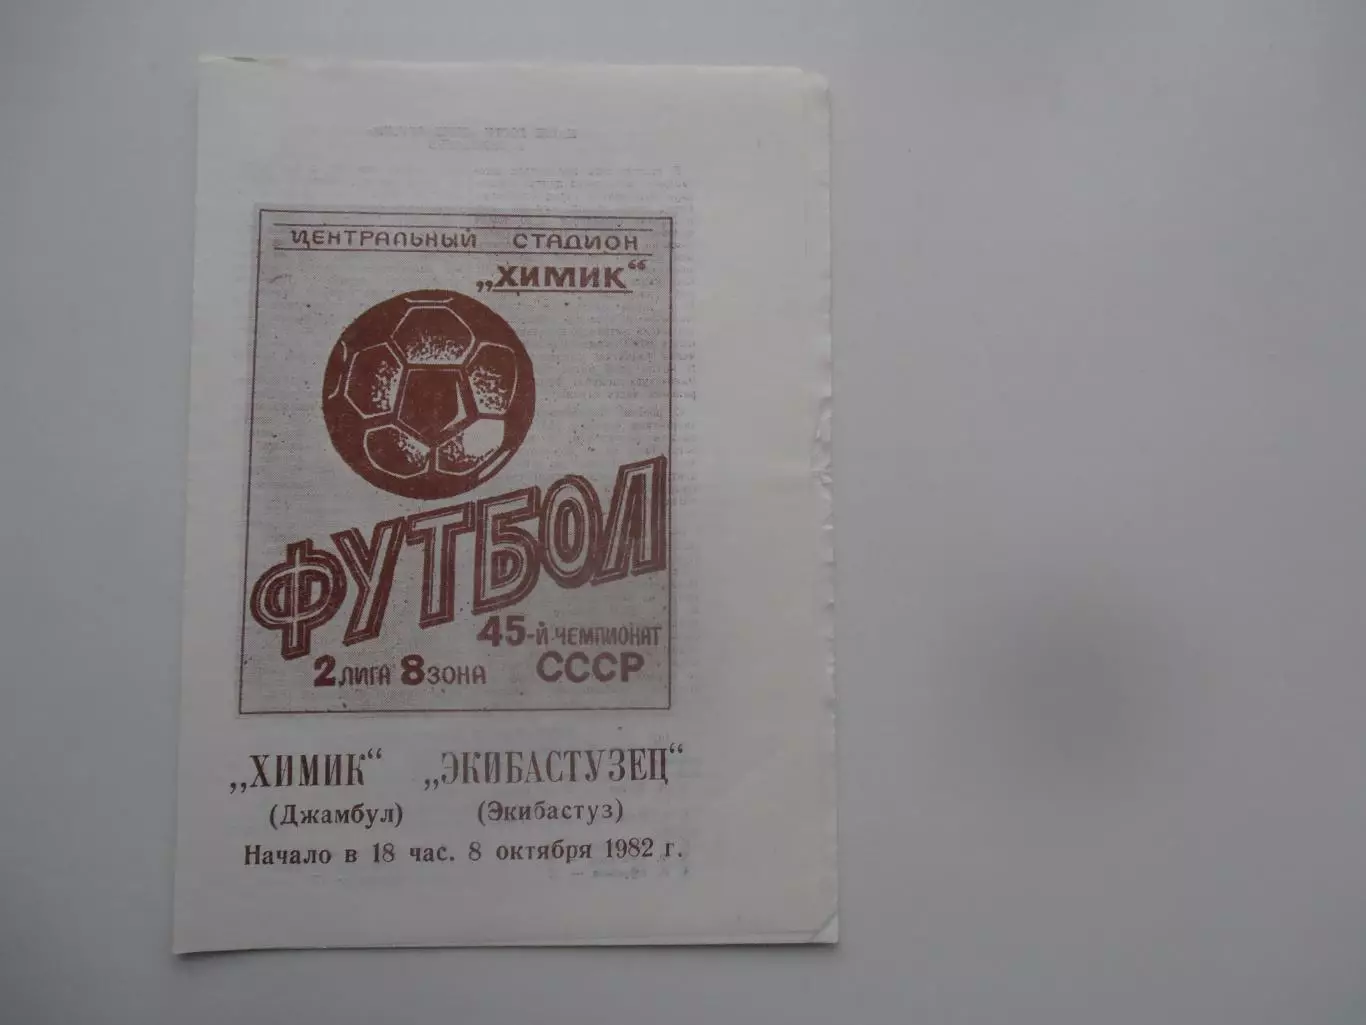 ЦЕНТРАЛЬНЫЙ СТАДИОН
„ХИМИК“
ФУТБОЛ
45-й ЧЕМПИОНАТ
2 ЛИГА 8 ЗОНА СССР
„ХИМИК“ „ЭКИБАСТУЗЕЦ“
(Джамбул) (Экибастуз)
Начало в 18 час. 8 октября 1982 г.